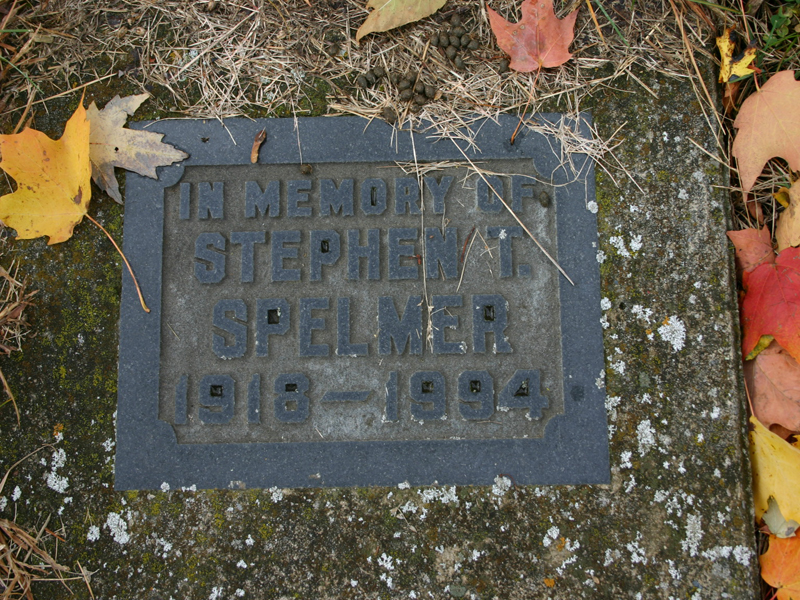 IN MEMORY OF
STEPHEN T.
SPELMER
1918-1994